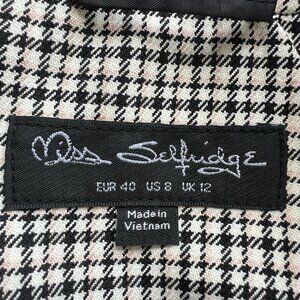 Miss Selfridge
EUR 40 US 8 UK 12
Made in
Vietnam